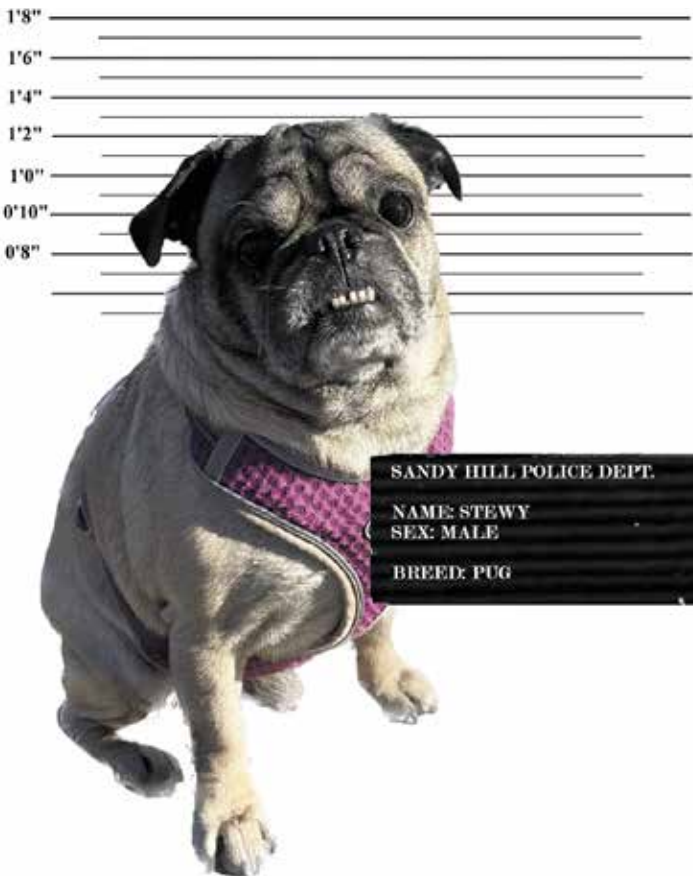 1'8"
1'6"
1'4"
1'2"
1'0"
0'10"
0'8"
SANDY HILL POLICE DEPT.
NAME: STEWY
SEX: MALE
BREED: PUG